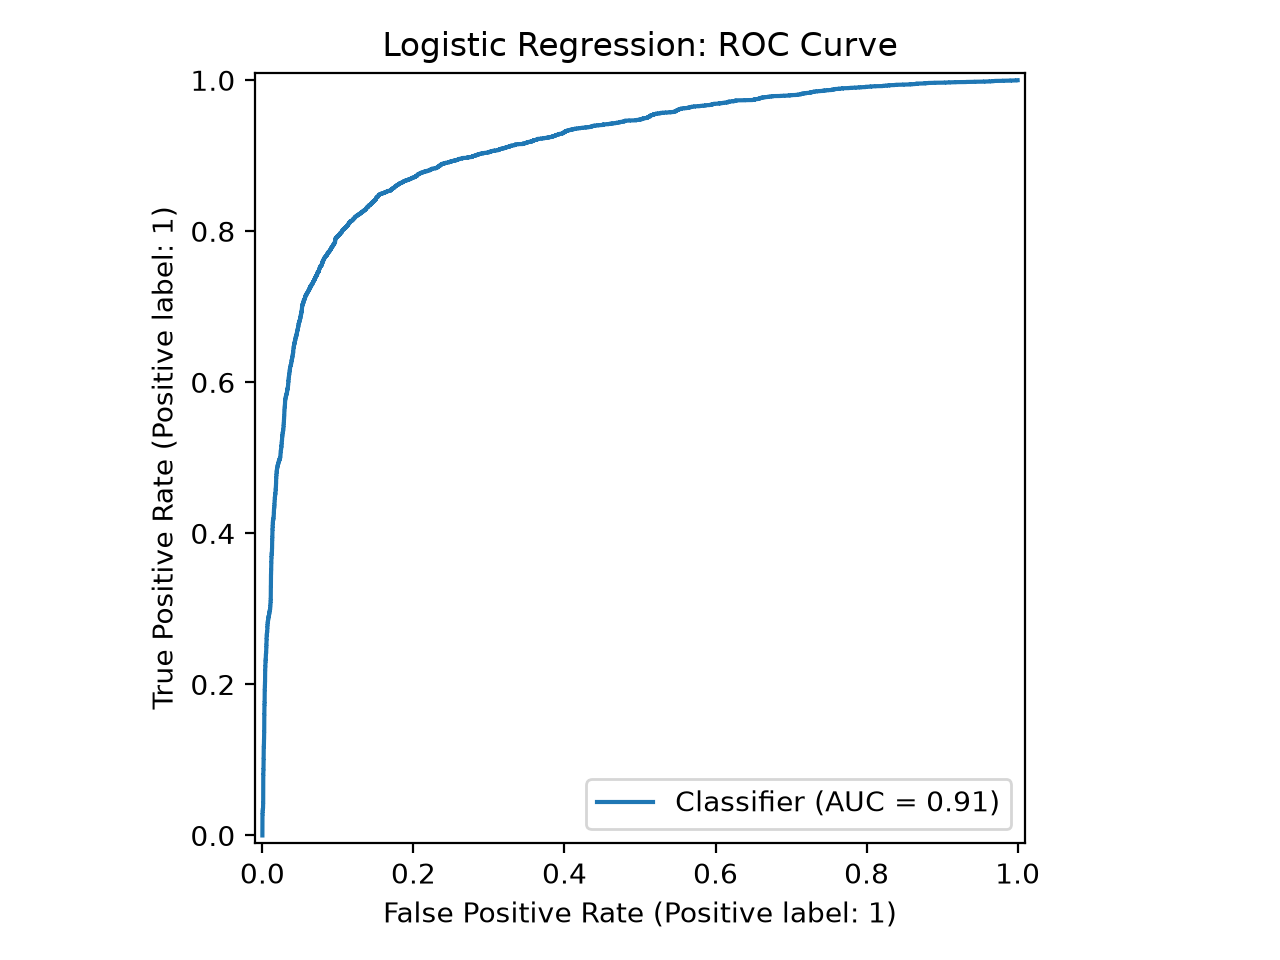 Logistic Regression: ROC Curve
1.0
0.8
0.6
0.4
0.2
0.0
True Positive Rate (Positive label: 1)
Classifier (AUC = 0.91)
0.0 0.2 0.4 0.6 0.8 1.0
False Positive Rate (Positive label: 1)